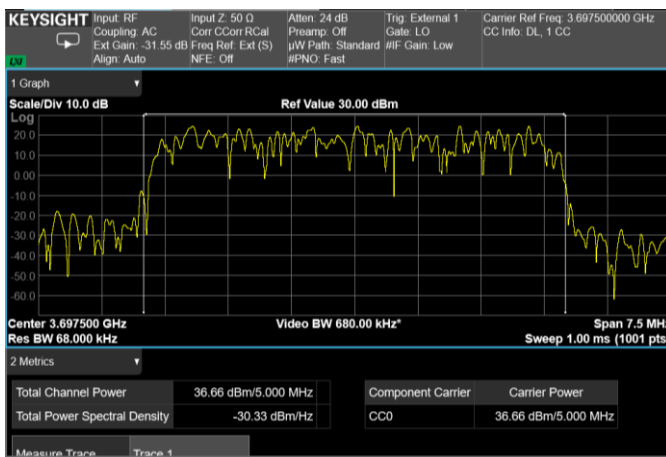 KEYSIGHT Input: RF Input Z: 50 Ω Atten: 24 dB Trig: External 1 Carrier Ref Freq: 3.697500000 GHz
Coupling: AC Corr CCorr RCal Preamp: Off Gate: LO CC Info: DL, 1 CC
Ext Gain: -31.55 dB Freq Ref: Ext (S) µW Path: Standard #IF Gain: Low
Align: Auto NFE: Off #PNO: Fast
LXI
1 Graph
Scale/Div 10.0 dB Ref Value 30.00 dBm
Log
20.0
10.0
0.00
-10.0
-20.0
-30.0
-40.0
-50.0
-60.0
Center 3.697500 GHz Video BW 680.00 kHz* Span 7.5 MHz
Res BW 68.000 kHz Sweep 1.00 ms (1001 pts
2 Metrics
Total Channel Power 36.66 dBm/5.000 MHz Component Carrier Carrier Power
Total Power Spectral Density -30.33 dBm/Hz CC0 36.66 dBm/5.000 MHz
Measure Trace Trace 1